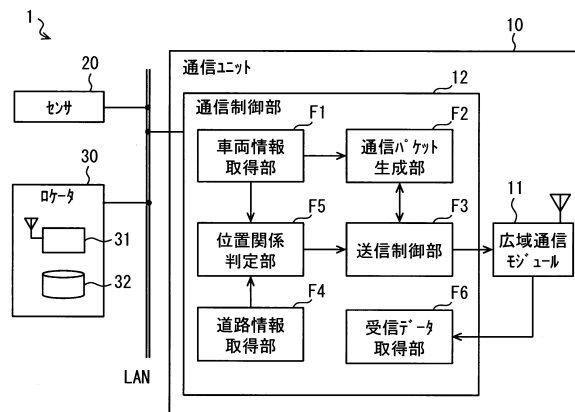 1
10
20
通信ユニット
12
センサ
通信制御部
F1
F2
車両情報
取得部
通信パケット
生成部
30
ロケータ
F5
F3
11
31
位置関係
判定部
送信制御部
広域通信
モジュール
32
F4
F6
道路情報
取得部
受信データ
取得部
LAN